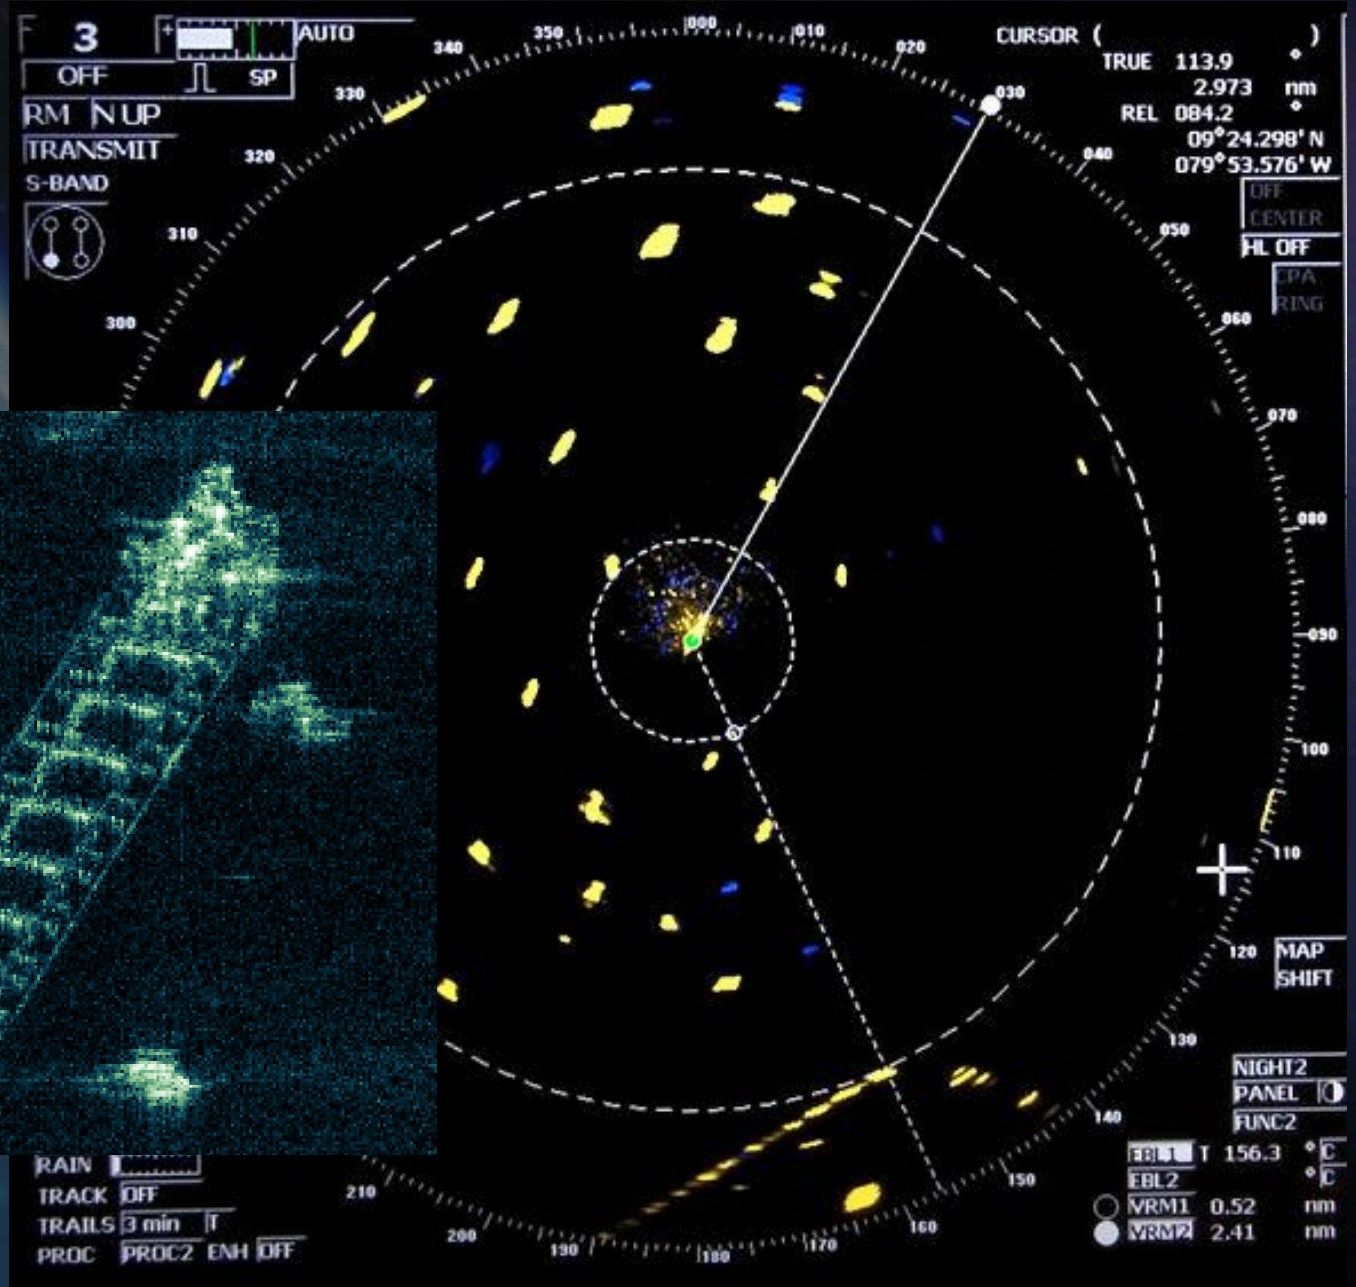 3
AUTO
OFF
SP
RM N UP
TRANSMIT
S-BAND
CURSOR ( )
TRUE 113.9 °
2.973 nm
REL 084.2 °
09°24.298' N
079°53.576' W
OFF
CENTER
HL OFF
CPA
RING
000
010
020
030
040
050
060
070
080
090
100
110
120
130
140
150
160
170
180
190
200
210
300
310
320
330
340
350
MAP
SHIFT
NIGHT2
PANEL
FUNC2
EBL1 T 156.3 ° C
EBL2 ° C
VRM1 0.52 nm
VRM2 2.41 nm
RAIN
TRACK OFF
TRAILS 3 min T
PROC PROC2 ENH OFF